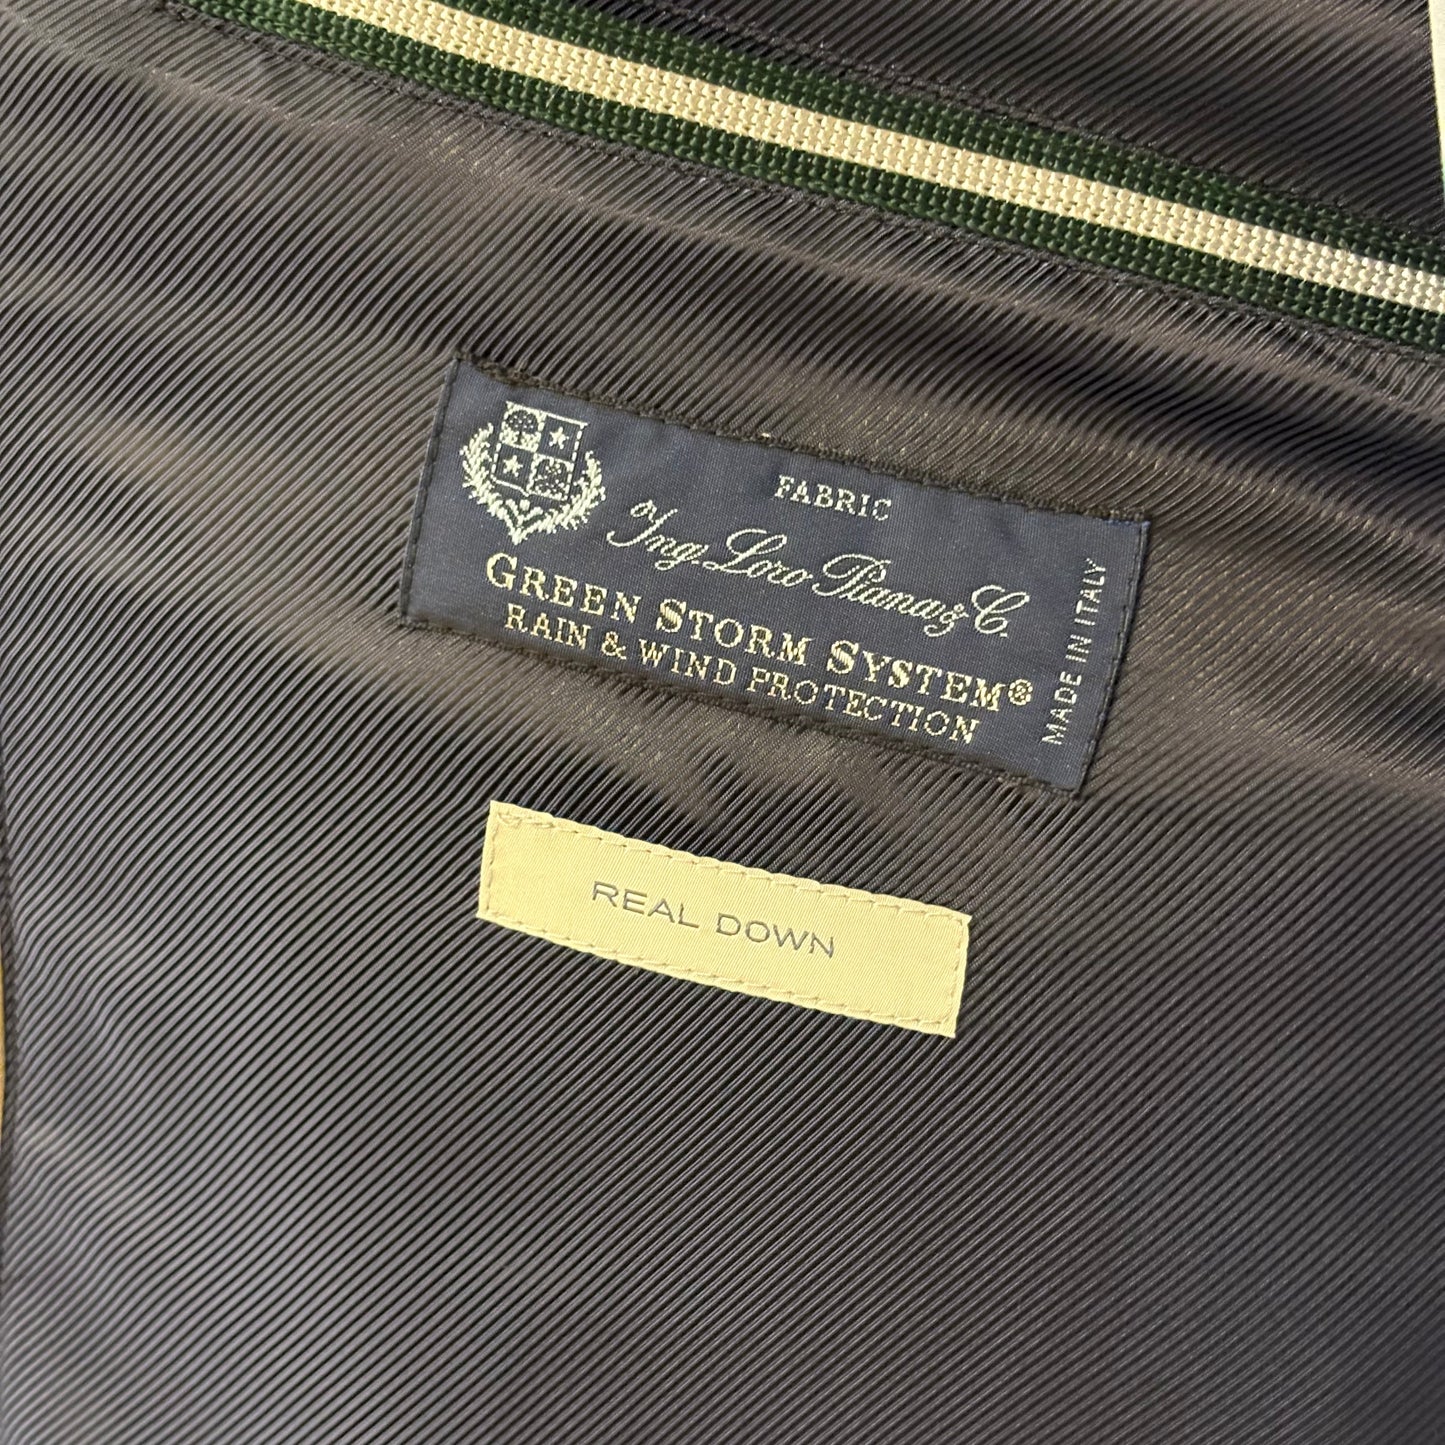 FABRIC
Ing. Loro Piana & C.
GREEN STORM SYSTEM®
RAIN & WIND PROTECTION
MADE IN ITALY
REAL DOWN